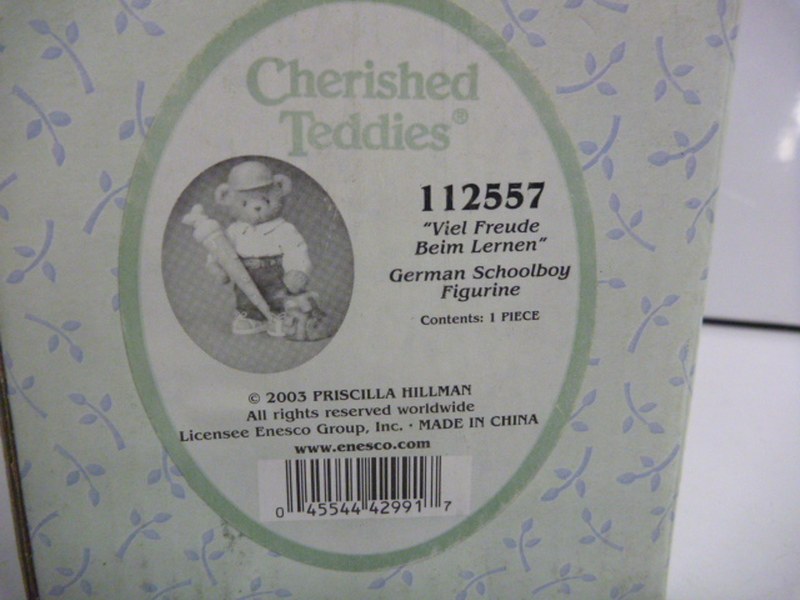 Cherished
Teddies®
112557
"Viel Freude
Beim Lernen"
German Schoolboy
Figurine
Contents: 1 PIECE
© 2003 PRISCILLA HILLMAN
All rights reserved worldwide
Licensee Enesco Group, Inc. · MADE IN CHINA
www.enesco.com
0 45544 42991 7